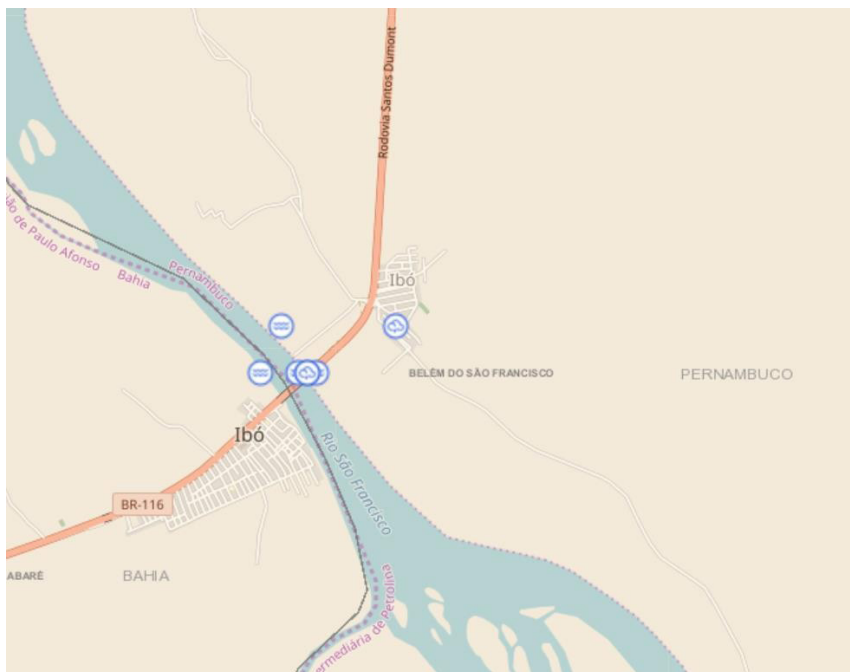 Rodovia Santos Dumont
ião de Paulo Afonso
Bahia
Pernambuco
Ibó
BELÉM DO SÃO FRANCISCO
PERNAMBUCO
Ibó
Rio São Francisco
BR-116
ABARÉ
BAHIA
ermediária de Petrolina